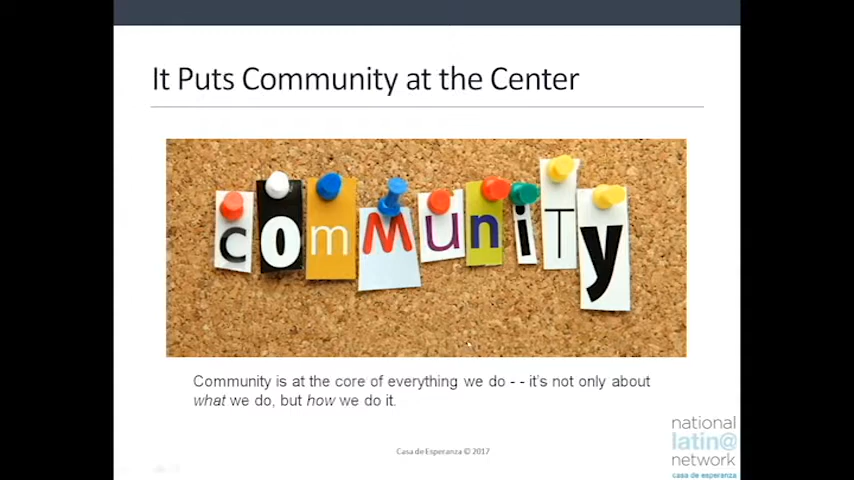 It Puts Community at the Center
comMuniTy
Community is at the core of everything we do - - it's not only about
what we do, but how we do it.
Casa de Esperanza © 2017
national
latin@
network
casa de esperanza